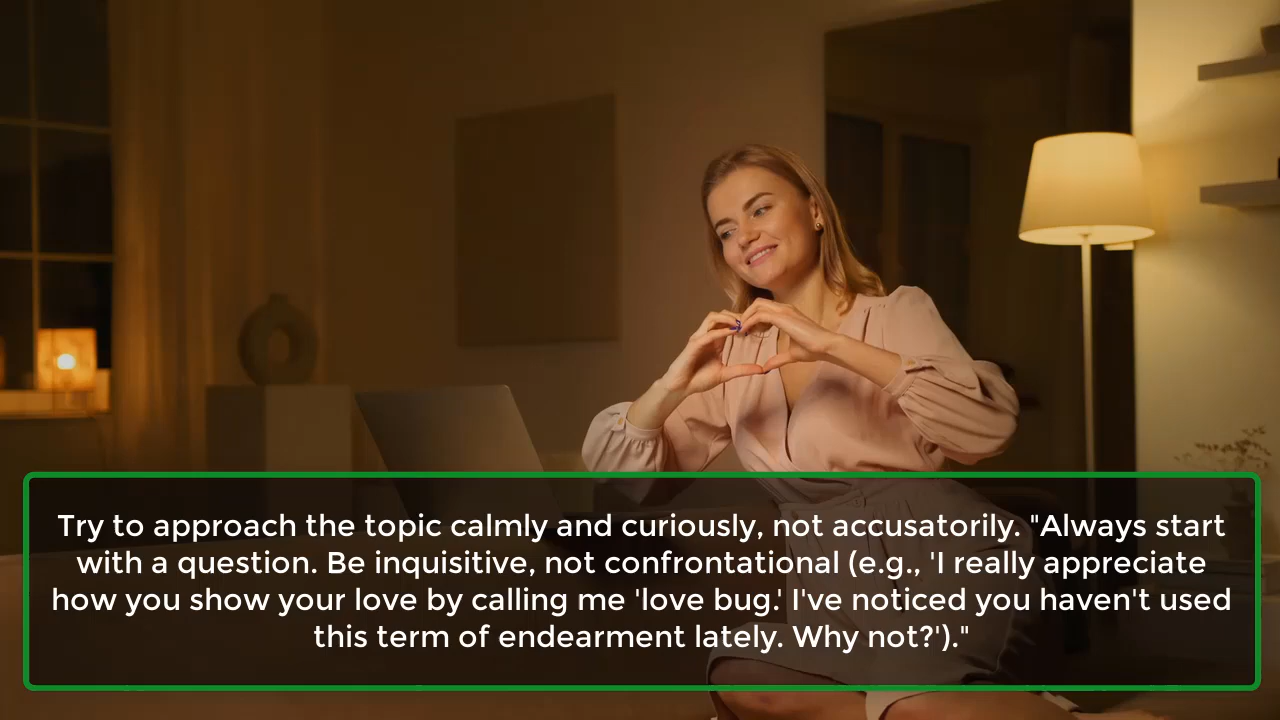 Try to approach the topic calmly and curiously, not accusatorily. "Always start
with a question. Be inquisitive, not confrontational (e.g., 'I really appreciate
how you show your love by calling me 'love bug.' I've noticed you haven't used
this term of endearment lately. Why not?')."